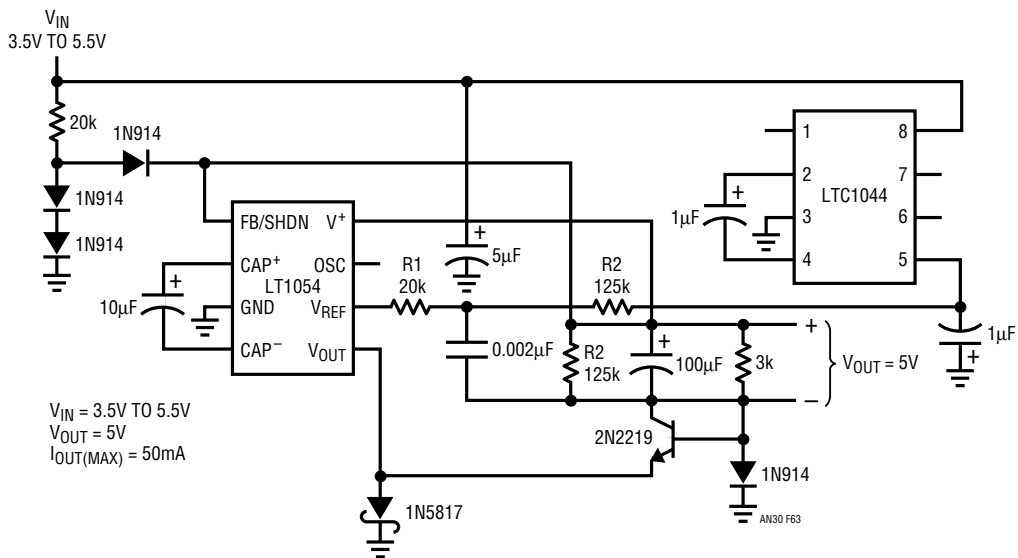 VIN
3.5V TO 5.5V
20k
1N914
1N914
1N914
FB/SHDN V+
CAP+ OSC
LT1054
GND VREF
CAP− VOUT
10µF
+
+
5µF
R1
20k
R2
125k
0.002µF
R2
125k
+
100µF
3k
+
−
VOUT = 5V
1 8
2 7
LTC1044
3 6
4 5
1µF
+
1µF
+
2N2219
1N914
1N5817
VIN = 3.5V TO 5.5V
VOUT = 5V
IOUT(MAX) = 50mA
AN30 F63